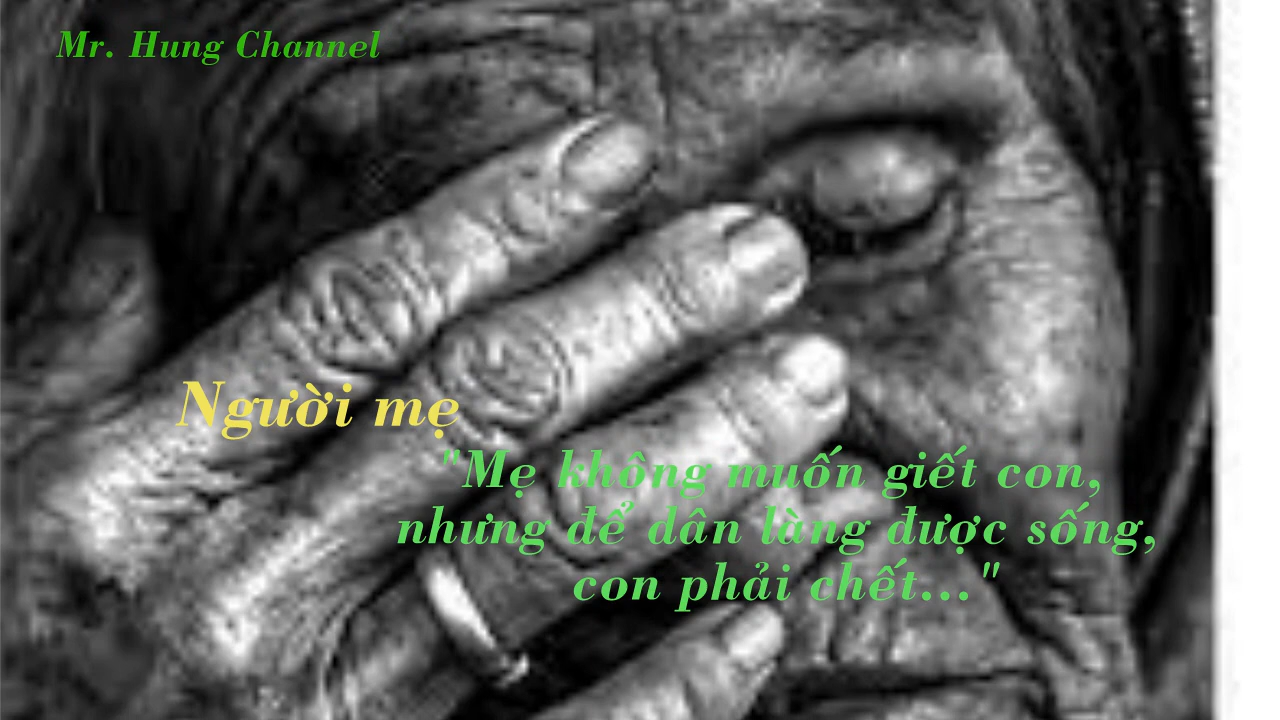 Mr. Hung Channel
Người mẹ
"Mẹ không muốn giết con,
nhưng để dân làng được sống,
con phải chết..."